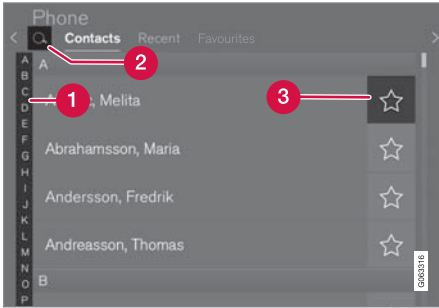 Phone
Contacts Recent Favourites
2
A
A
B
C
D
E
F
G
H
I
J
K
L
M
N
O
P
1
, Melita
3
Abrahamsson, Maria
Andersson, Fredrik
Andreasson, Thomas
B
G063316